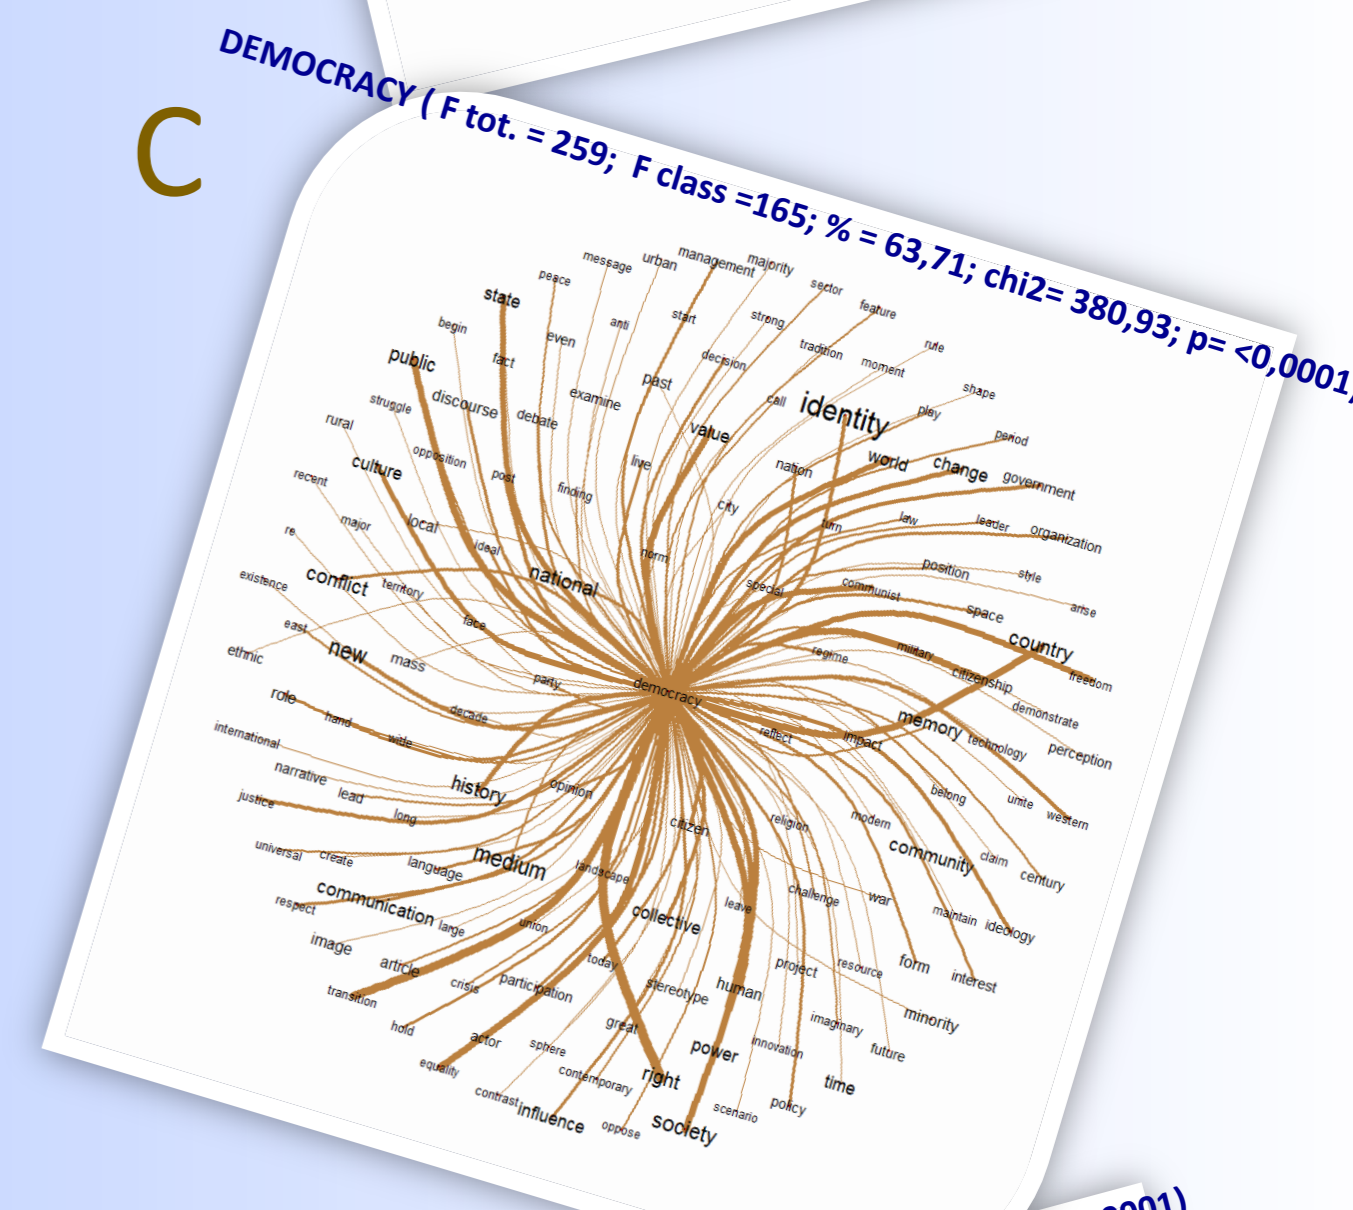 DEMOCRACY ( F tot. = 259;  F class =165; % = 63,71; chi2= 380,93; p= <0,0001,
C
message
urban
management
majority
peace
sector
state
feature
begin
even
anti
start
strong
rule
public
fact
decision
tradition
moment
struggle
discourse
debate
examine
past
call
identity
shape
play
rural
opposition
value
period
culture
post
live
nation
world
change
government
recent
major
local
finding
city
turn
law
leader
organization
re
ideal
norm
position
style
existence
conflict
territory
national
special
communist
space
arise
east
face
country
ethnic
new
mass
party
regime
military
citizenship
freedom
role
hand
wide
decade
democracy
reflect
impact
memory
demonstrate
technology
perception
international
narrative
lead
history
opinion
belong
unite
western
justice
long
citizen
religion
modern
universal
create
language
medium
landscape
community
claim
century
respect
communication
large
union
collective
leave
challenge
war
maintain
ideology
image
article
today
project
resource
form
interest
transition
crisis
participation
stereotype
human
minority
hold
actor
great
imaginary
future
equality
sphere
contemporary
right
power
innovation
time
contrast
influence
oppose
society
scenario
policy
0001)